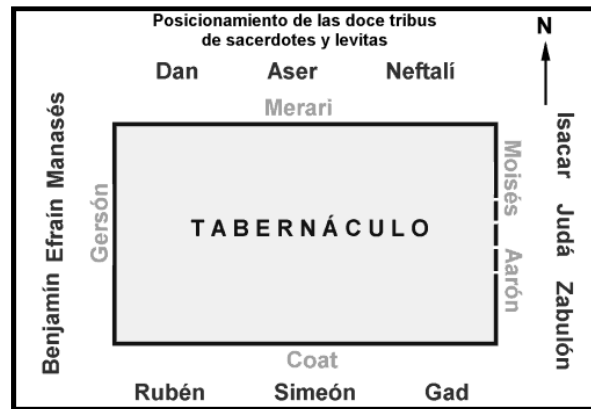 Posicionamiento de las doce tribus
de sacerdotes y levitas
N
Dan Aser Neftalí
Merari
Benjamín Efraín Manasés
Gersón
TABERNÁCULO
Moisés Aarón
Isacar Judá Zabulón
Coat
Rubén Simeón Gad